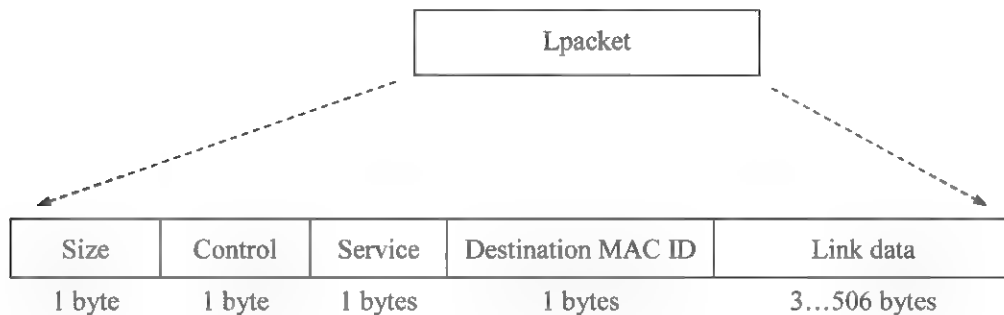 Lpacket
Size Control Service Destination MAC ID Link data
1 byte 1 byte 1 bytes 1 bytes 3...506 bytes